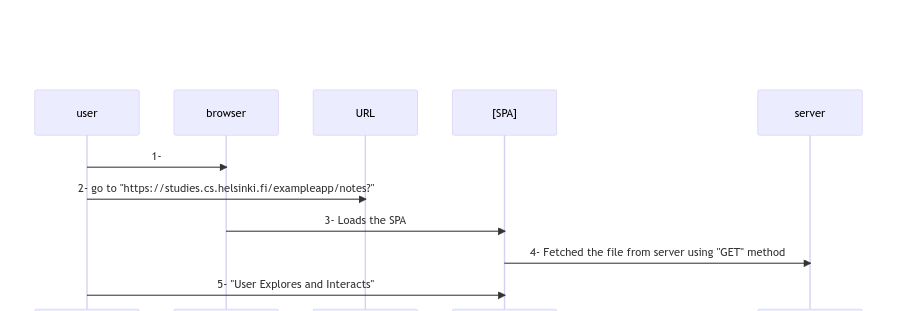 user
browser
URL
[SPA]
server
1-
2- go to "https://studies.cs.helsinki.fi/exampleapp/notes?"
3- Loads the SPA
4- Fetched the file from server using "GET" method
5- "User Explores and Interacts"